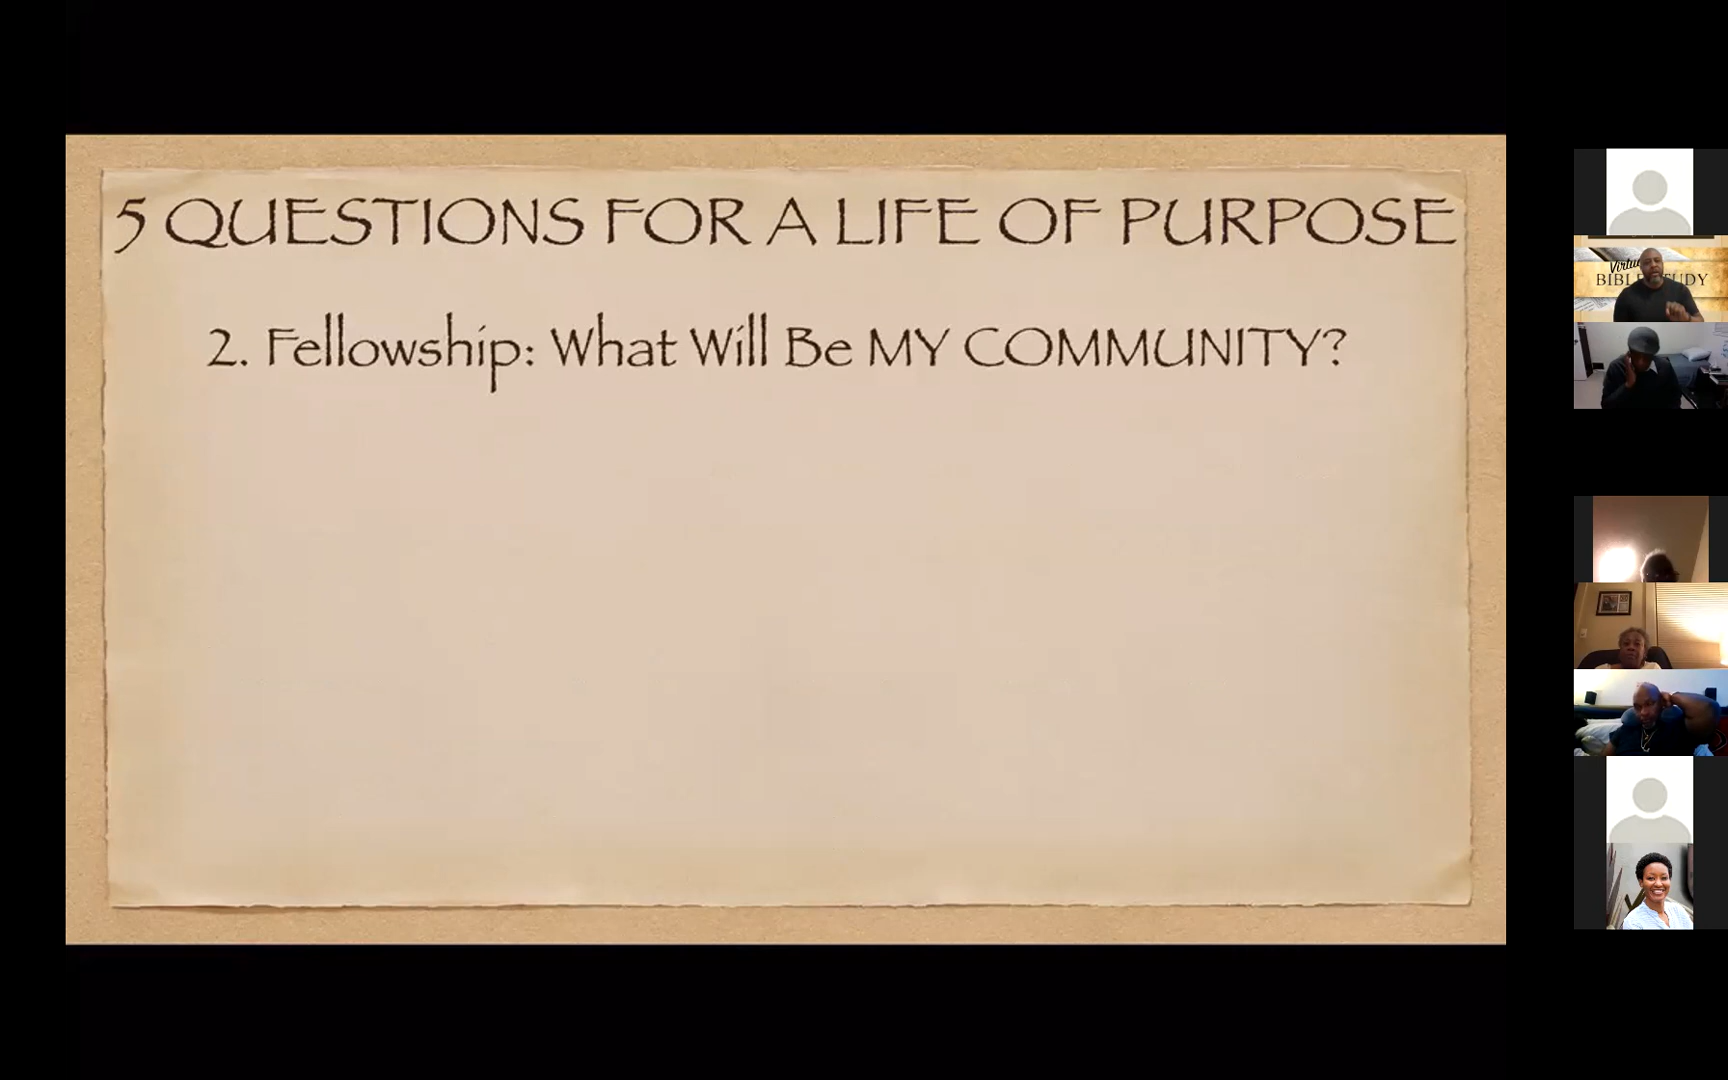 5 QUESTIONS FOR A LIFE OF PURPOSE
2. Fellowship: What Will Be MY COMMUNITY?